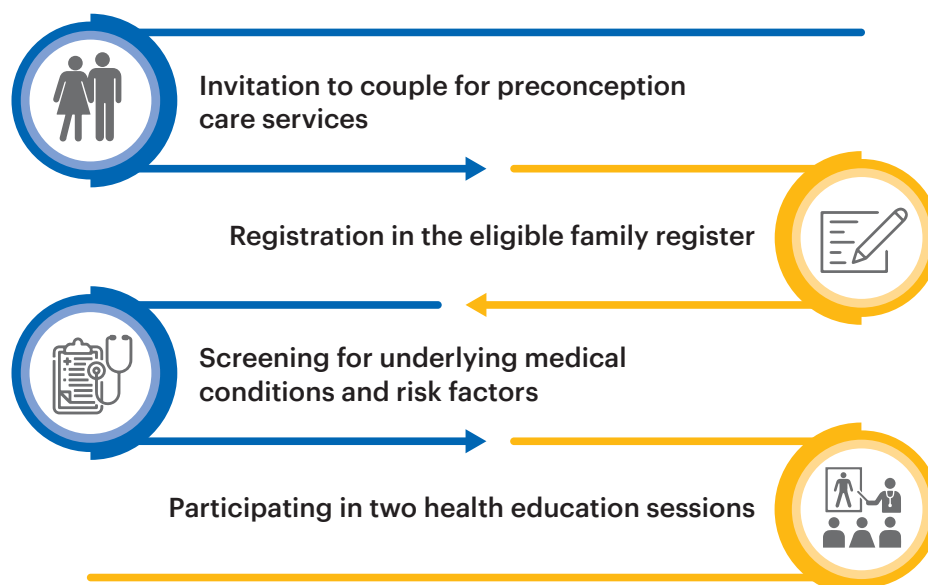 Invitation to couple for preconception
care services
Registration in the eligible family register
Screening for underlying medical
conditions and risk factors
Participating in two health education sessions